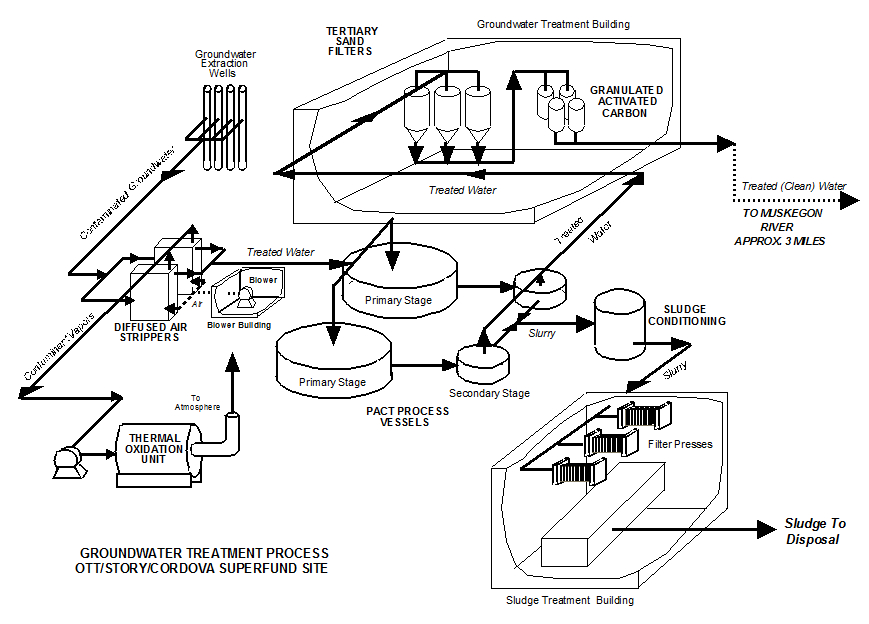 Groundwater Treatment Building
TERTIARY
SAND
FILTERS
Groundwater
Extraction
Wells
GRANULATED
ACTIVATED
CARBON
Contaminated Groundwater
Treated Water
Treated (Clean) Water
TO MUSKEGON
RIVER
APPROX. 3 MILES
Treated
Water
Treated Water
Blower
Air
Primary Stage
DIFFUSED AIR
STRIPPERS
Blower Building
Slurry
SLUDGE
CONDITIONING
Contaminant Vapors
Primary Stage
Secondary Stage
Slurry
To
Atmosphere
PACT PROCESS
VESSELS
THERMAL
OXIDATION
UNIT
Filter Presses
Sludge To
Disposal
GROUNDWATER TREATMENT PROCESS
OTT/STORY/CORDOVA SUPERFUND SITE
Sludge Treatment Building